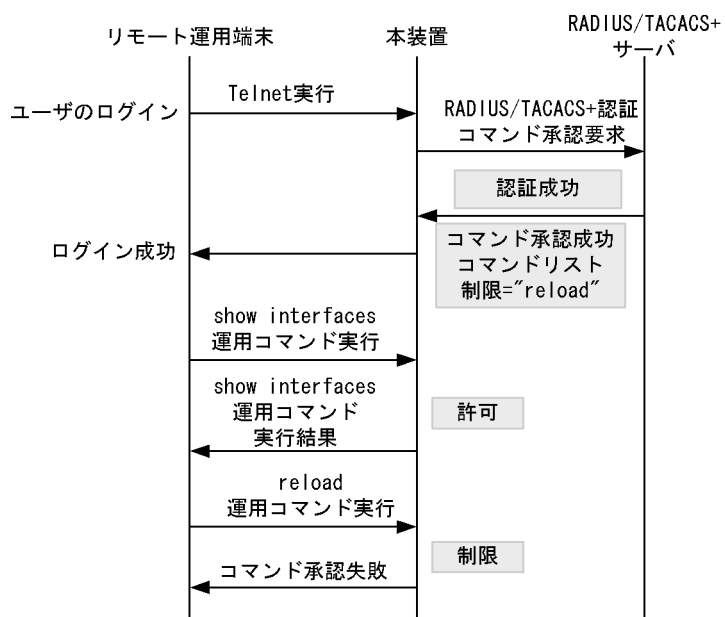 リモート運用端末
本装置
RADIUS/TACACS+
サーバ
ユーザのログイン
Telnet実行
RADIUS/TACACS+認証
コマンド承認要求
認証成功
ログイン成功
コマンド承認成功
コマンドリスト
制限="reload"
show interfaces
運用コマンド実行
show interfaces
運用コマンド
実行結果
許可
reload
運用コマンド実行
制限
コマンド承認失敗